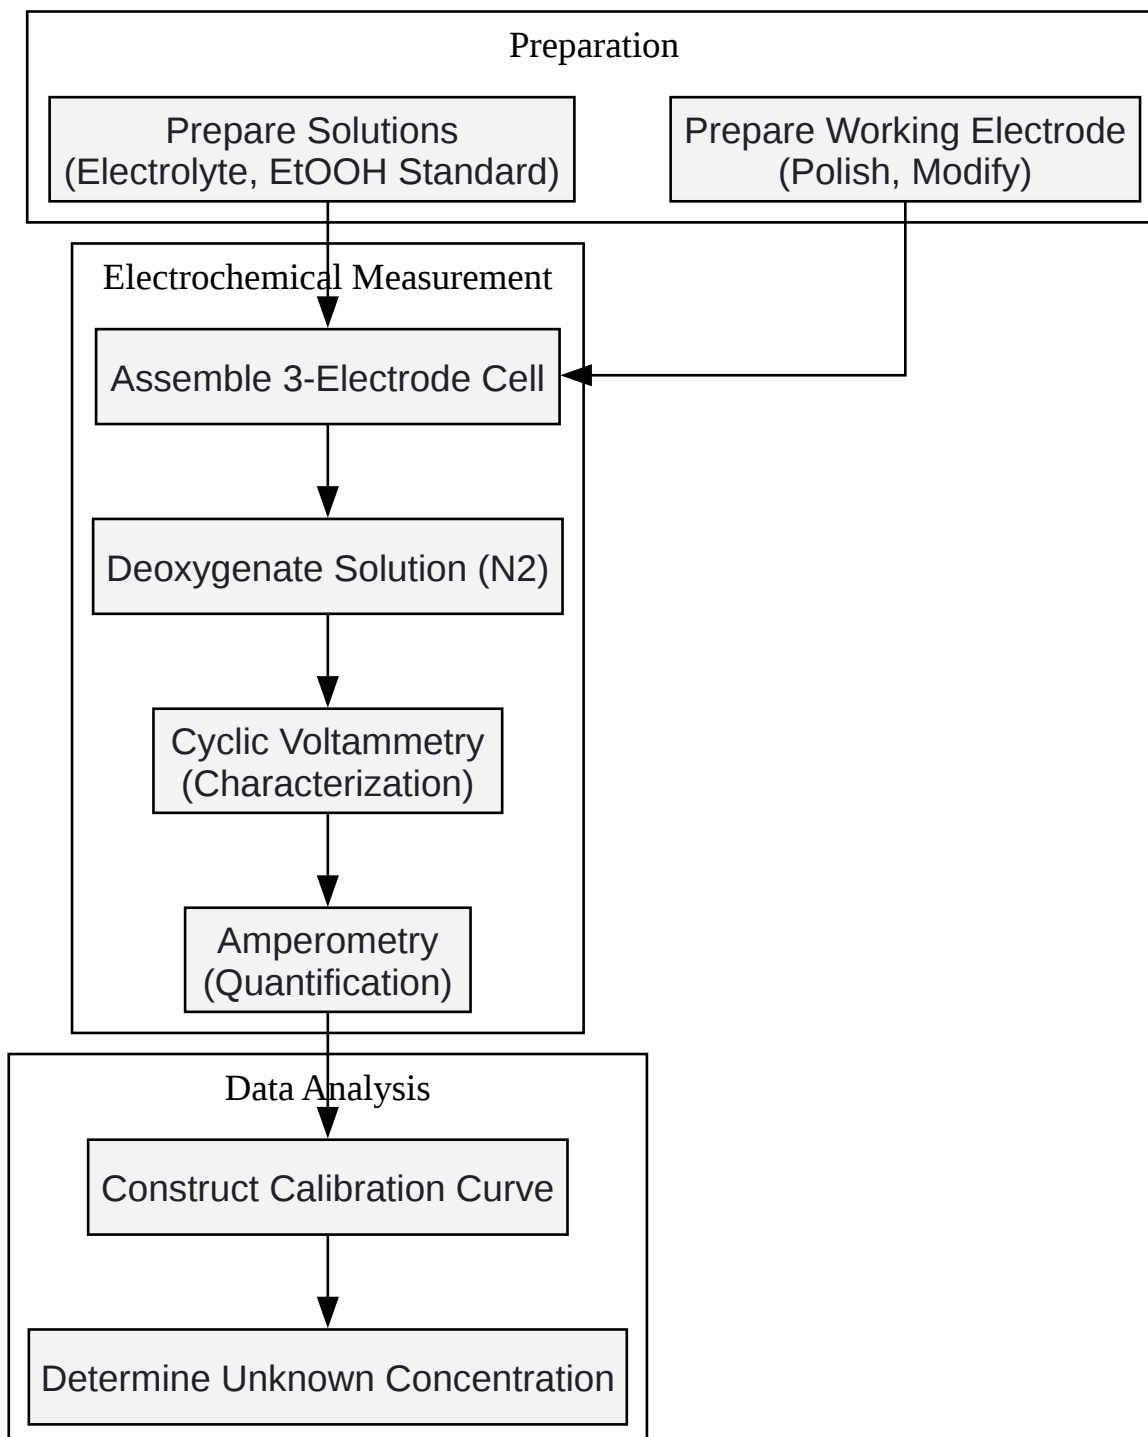 Preparation
Prepare Solutions
(Electrolyte, EtOOH Standard)
Prepare Working Electrode
(Polish, Modify)
Electrochemical Measurement
Assemble 3-Electrode Cell
Deoxygenate Solution (N2)
Cyclic Voltammetry
(Characterization)
Amperometry
(Quantification)
Data Analysis
Construct Calibration Curve
Determine Unknown Concentration